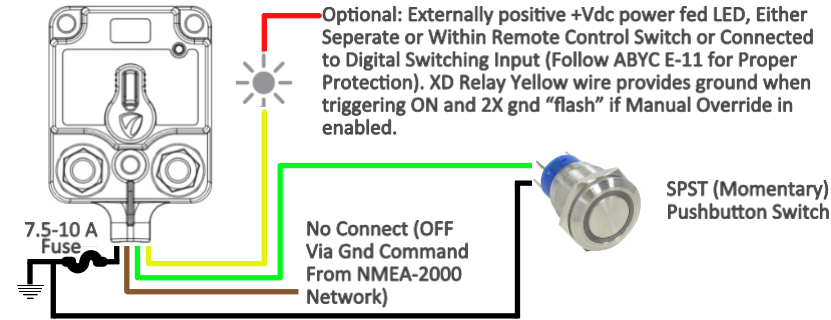 Optional: Externally positive +Vdc power fed LED, Either
Seperate or Within Remote Control Switch or Connected
to Digital Switching Input (Follow ABYC E-11 for Proper
Protection). XD Relay Yellow wire provides ground when
triggering ON and 2X gnd “flash” if Manual Override in
enabled.
SPST (Momentary)
Pushbutton Switch
7.5-10 A
Fuse
No Connect (OFF
Via Gnd Command
From NMEA-2000
Network)